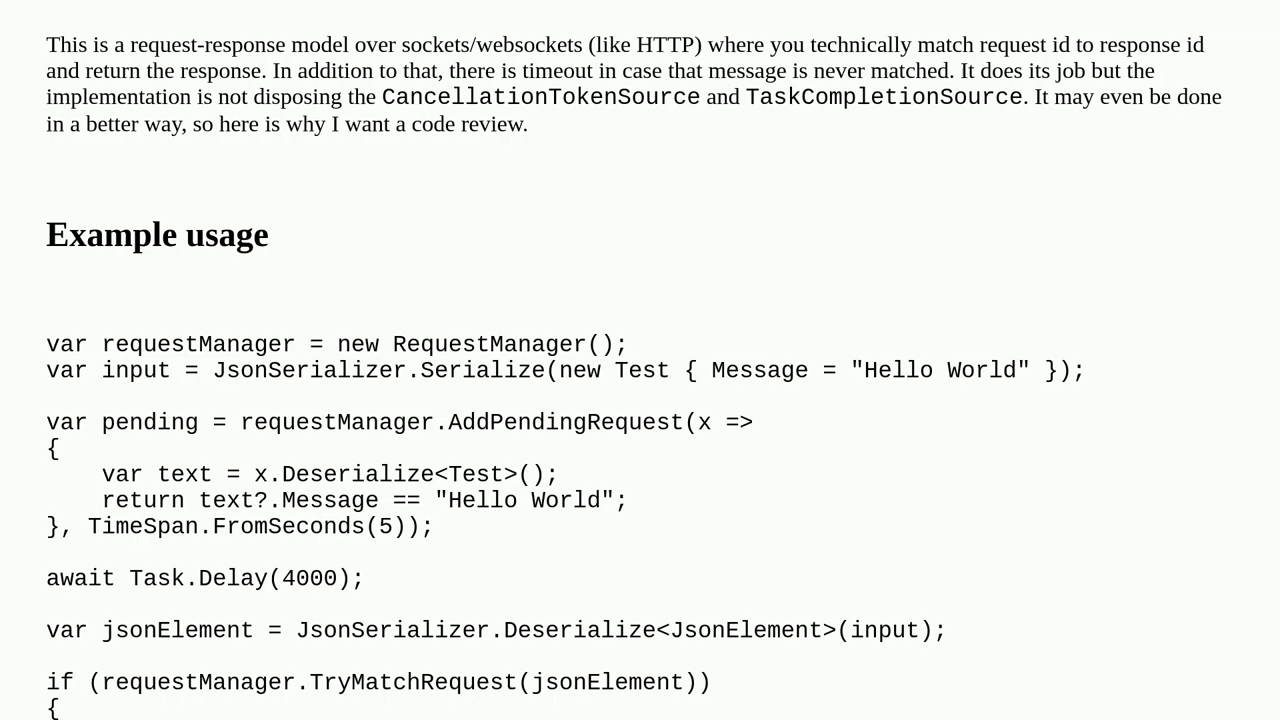 This is a request-response model over sockets/websockets (like HTTP) where you technically match request id to response id
and return the response. In addition to that, there is timeout in case that message is never matched. It does its job but the
implementation is not disposing the CancellationTokenSource and TaskCompletionSource. It may even be done
in a better way, so here is why I want a code review.
Example usage
var requestManager = new RequestManager();
var input = JsonSerializer.Serialize(new Test { Message = "Hello World" });
var pending = requestManager.AddPendingRequest(x =>
{
    var text = x.Deserialize<Test>();
    return text?.Message == "Hello World";
}, TimeSpan.FromSeconds(5));
await Task.Delay(4000);
var jsonElement = JsonSerializer.Deserialize<JsonElement>(input);
if (requestManager.TryMatchRequest(jsonElement))
{